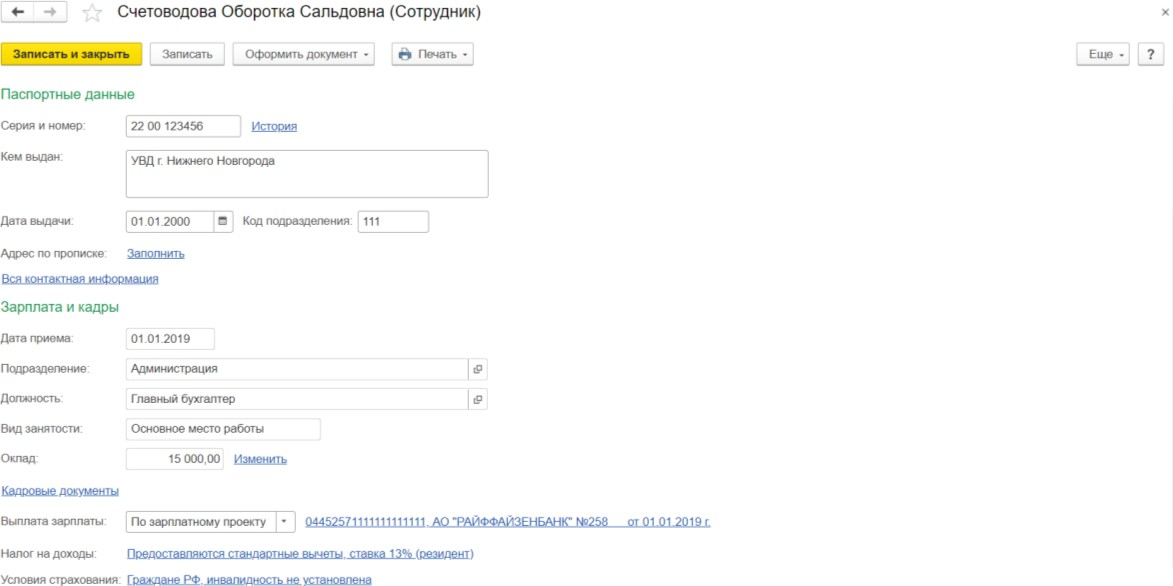 Счетоводова Оборотка Сальдовна (Сотрудник)
Записать и закрыть Записать Оформить документ Печать Еще ?
Паспортные данные
Серия и номер: 22 00 123456 История
Кем выдан: УВД г. Нижнего Новгорода
Дата выдачи: 01.01.2000 Код подразделения: 111
Адрес по прописке: Заполнить
Вся контактная информация
Зарплата и кадры
Дата приема: 01.01.2019
Подразделение: Администрация
Должность: Главный бухгалтер
Вид занятости: Основное место работы
Оклад: 15 000,00 Изменить
Кадровые документы
Выплата зарплаты: По зарплатному проекту 04452571111111111111, АО "РАЙФФАЙЗЕНБАНК" №258 от 01.01.2019 г.
Налог на доходы: Предоставляются стандартные вычеты, ставка 13% (резидент)
Условия страхования: Граждане РФ, инвалидность не установлена